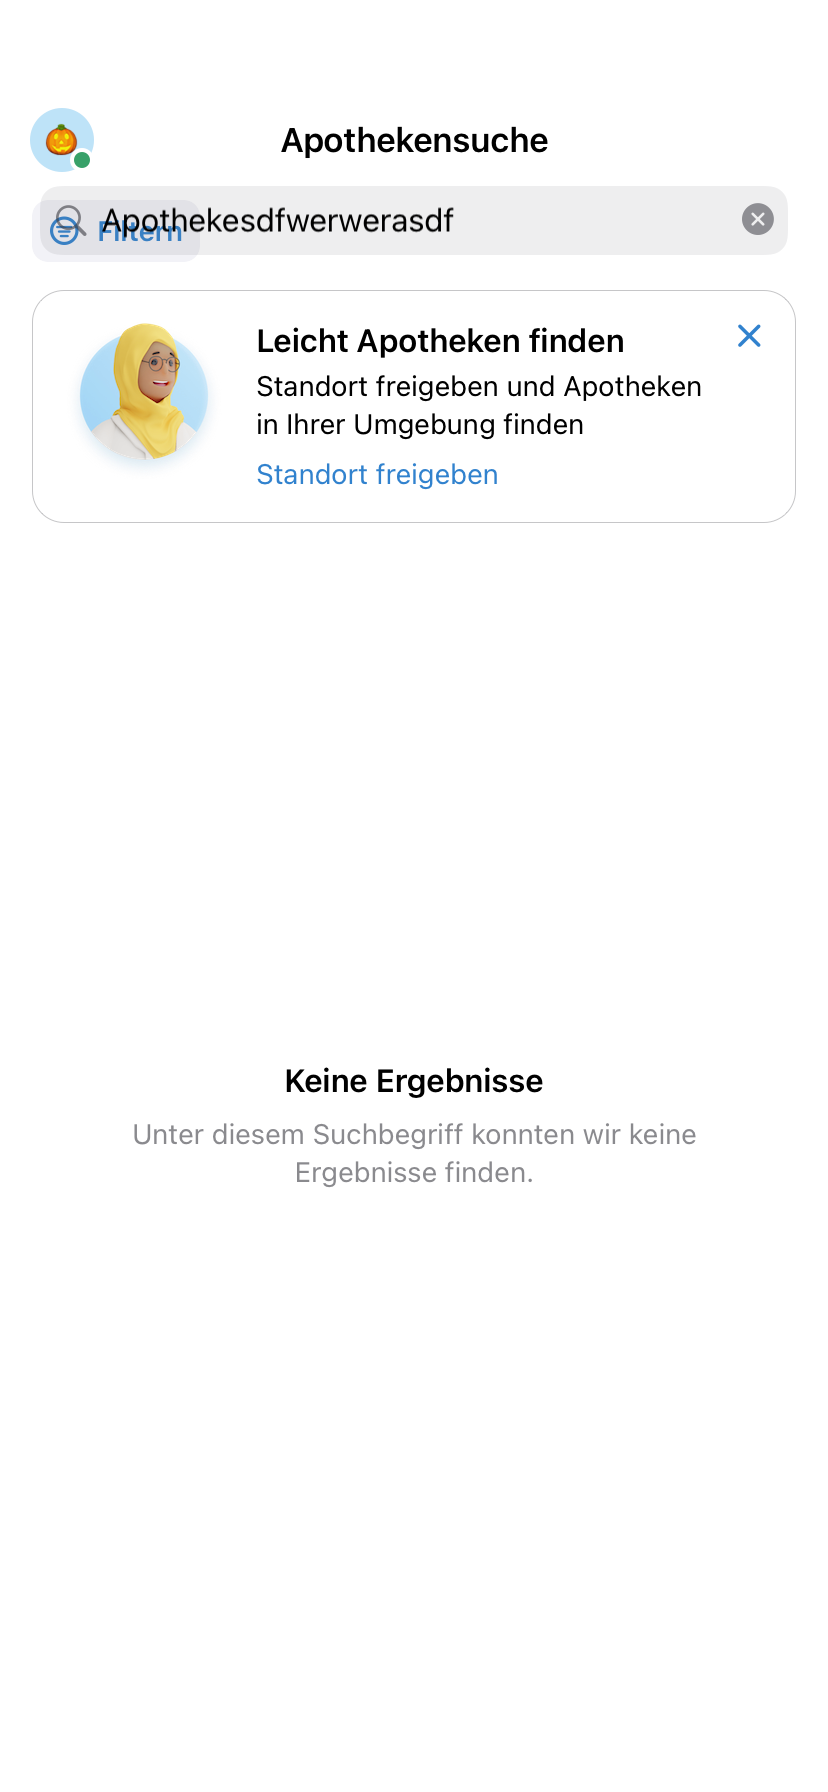 Apothekensuche
Apothekesdfwerwerasdf
Filtern
Leicht Apotheken finden
Standort freigeben und Apotheken
in Ihrer Umgebung finden
Standort freigeben
Keine Ergebnisse
Unter diesem Suchbegriff konnten wir keine
Ergebnisse finden.